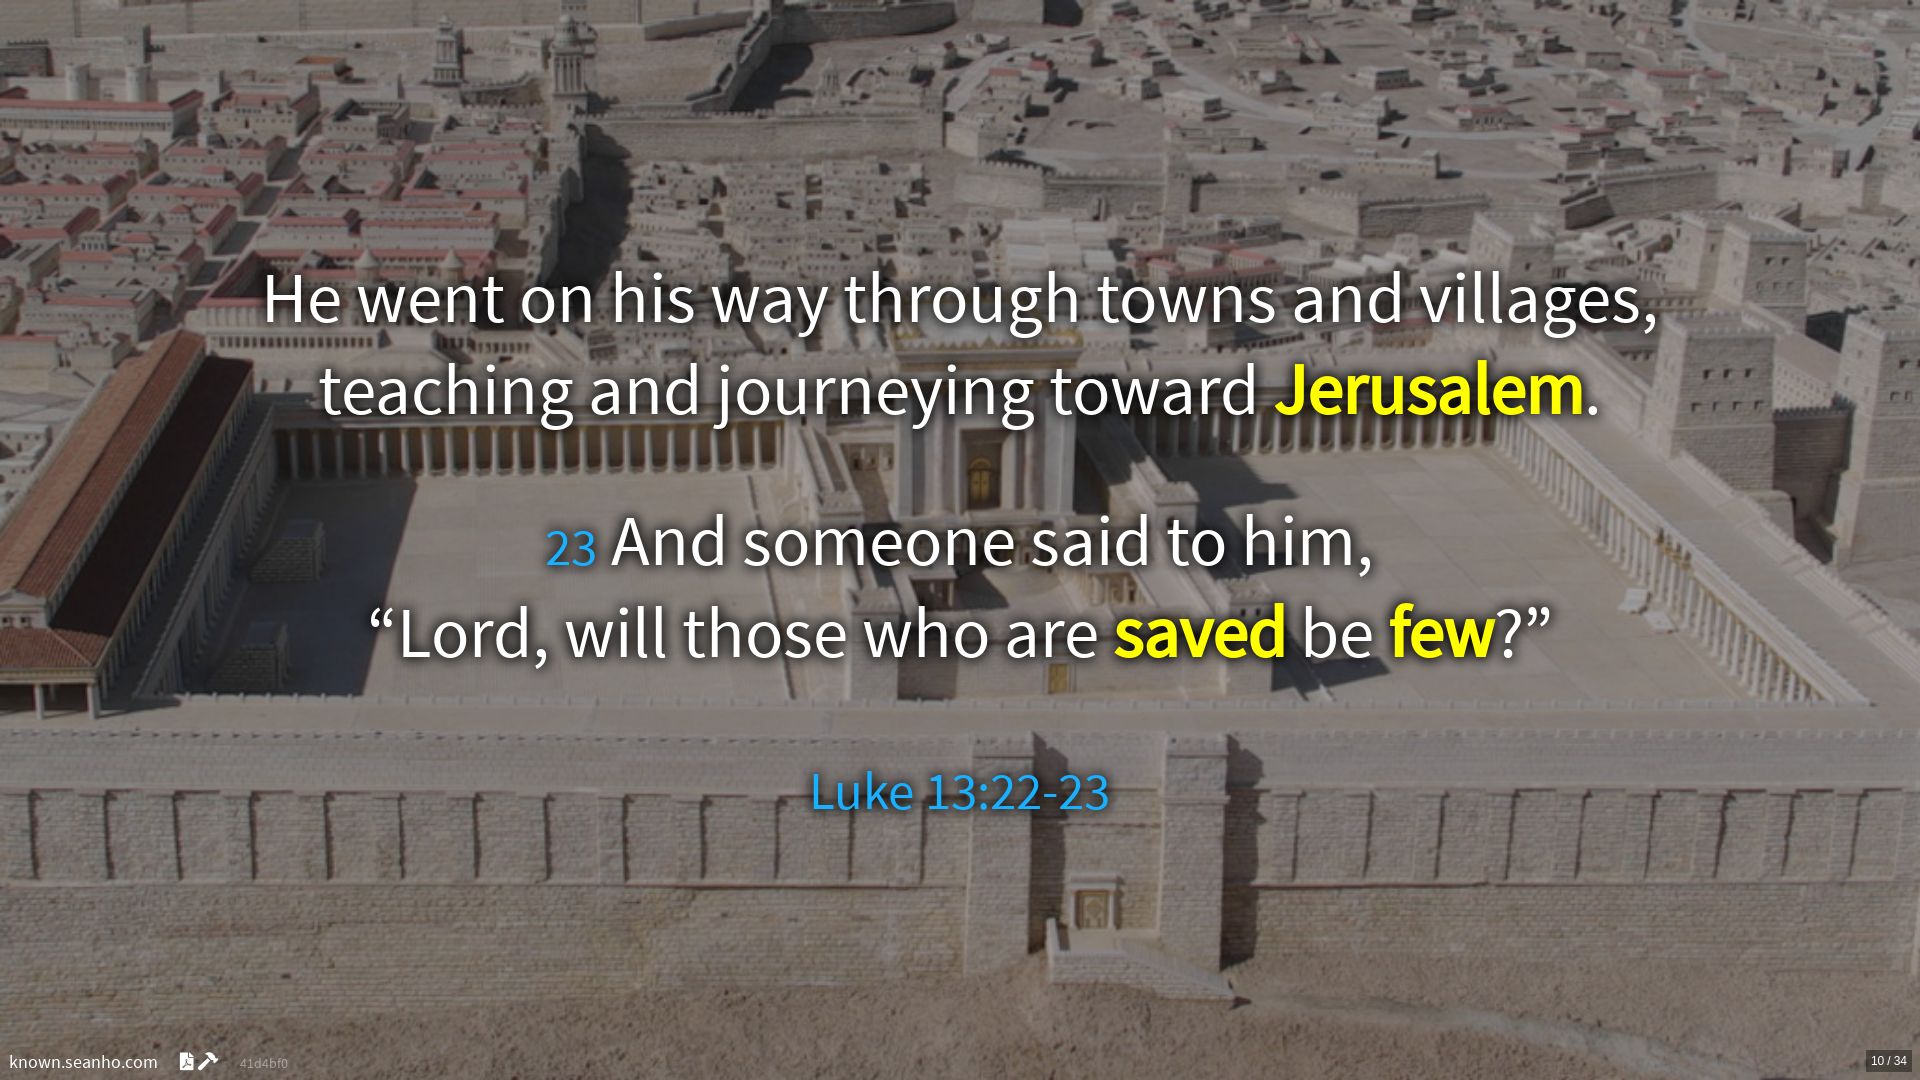 He went on his way through towns and villages,
teaching and journeying toward Jerusalem.
23 And someone said to him,
“Lord, will those who are saved be few?”
Luke 13:22-23
known.seanho.com 41d4bf0
10 / 34